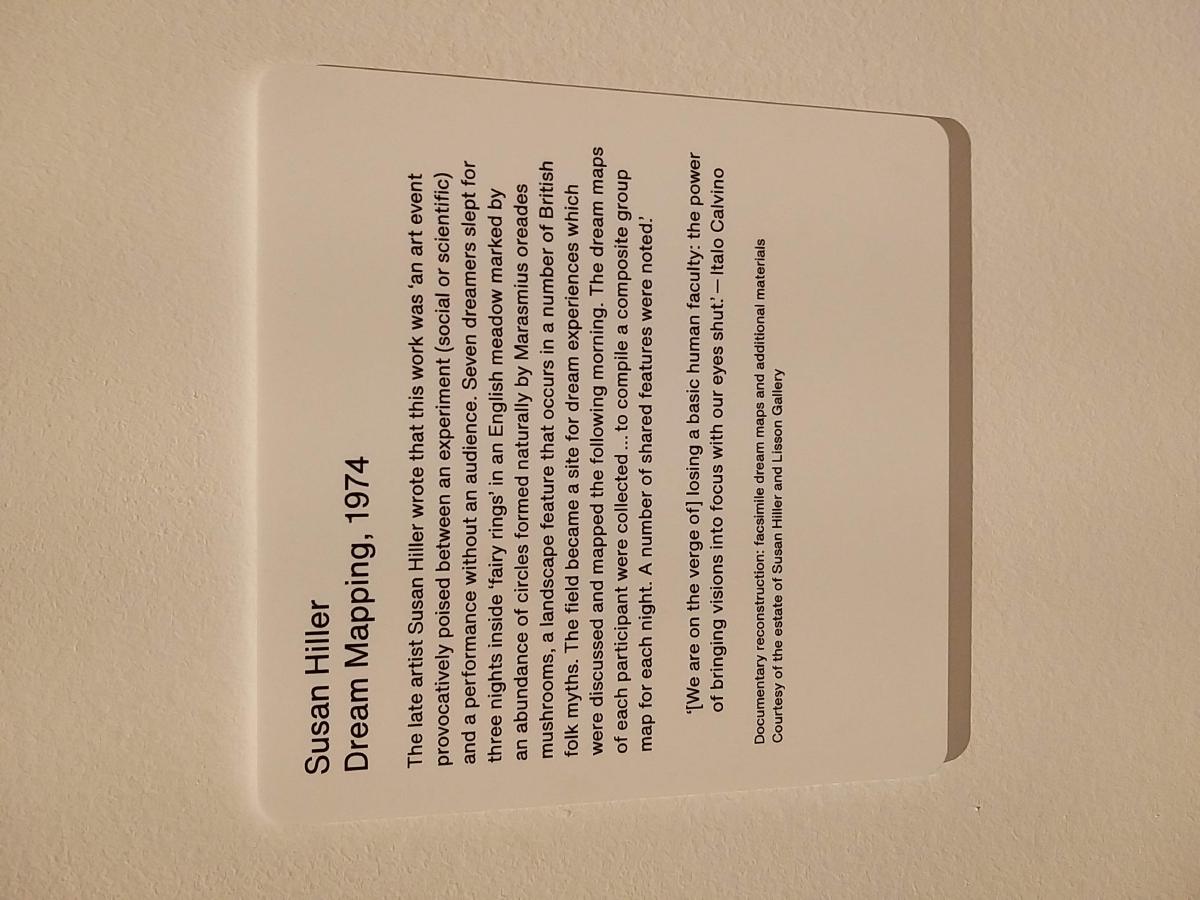 Susan Hiller
Dream Mapping, 1974
The late artist Susan Hiller wrote that this work was ‘an art event
provocatively poised between an experiment (social or scientific)
and a performance without an audience. Seven dreamers slept for
three nights inside ‘fairy rings’ in an English meadow marked by
an abundance of circles formed naturally by Marasmius oreades
mushrooms, a landscape feature that occurs in a number of British
folk myths. The field became a site for dream experiences which
were discussed and mapped the following morning. The dream maps
of each participant were collected... to compile a composite group
map for each night. A number of shared features were noted.’
‘[We are on the verge of] losing a basic human faculty: the power
of bringing visions into focus with our eyes shut.’ – Italo Calvino
Documentary reconstruction: facsimile dream maps and additional materials
Courtesy of the estate of Susan Hiller and Lisson Gallery